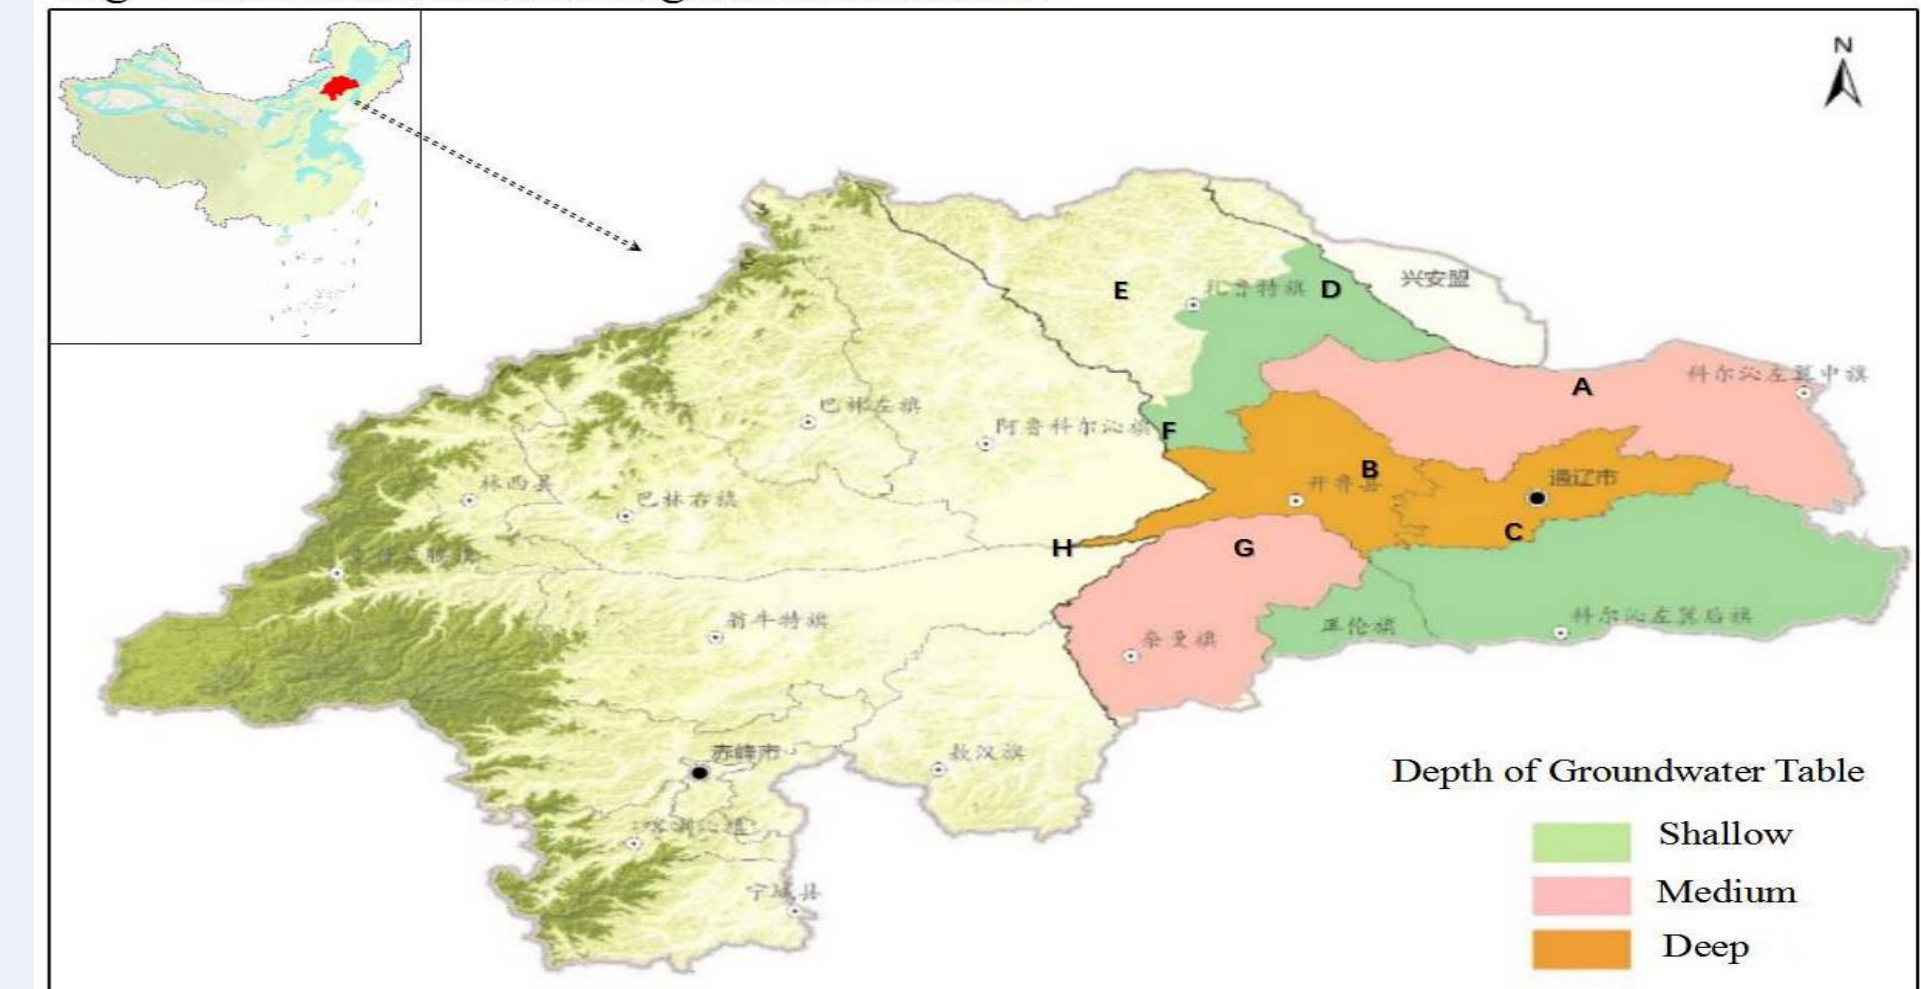 N
兴安盟
E
扎鲁特旗
D
科尔沁左翼中旗
A
巴林左旗
阿鲁科尔沁旗
F
B
开鲁县
通辽市
林西县
巴林右旗
C
H
G
翁牛特旗
库伦旗
科尔沁左翼后旗
奈曼旗
赤峰市
敖汉旗
宁城县
Depth of Groundwater Table
Shallow
Medium
Deep